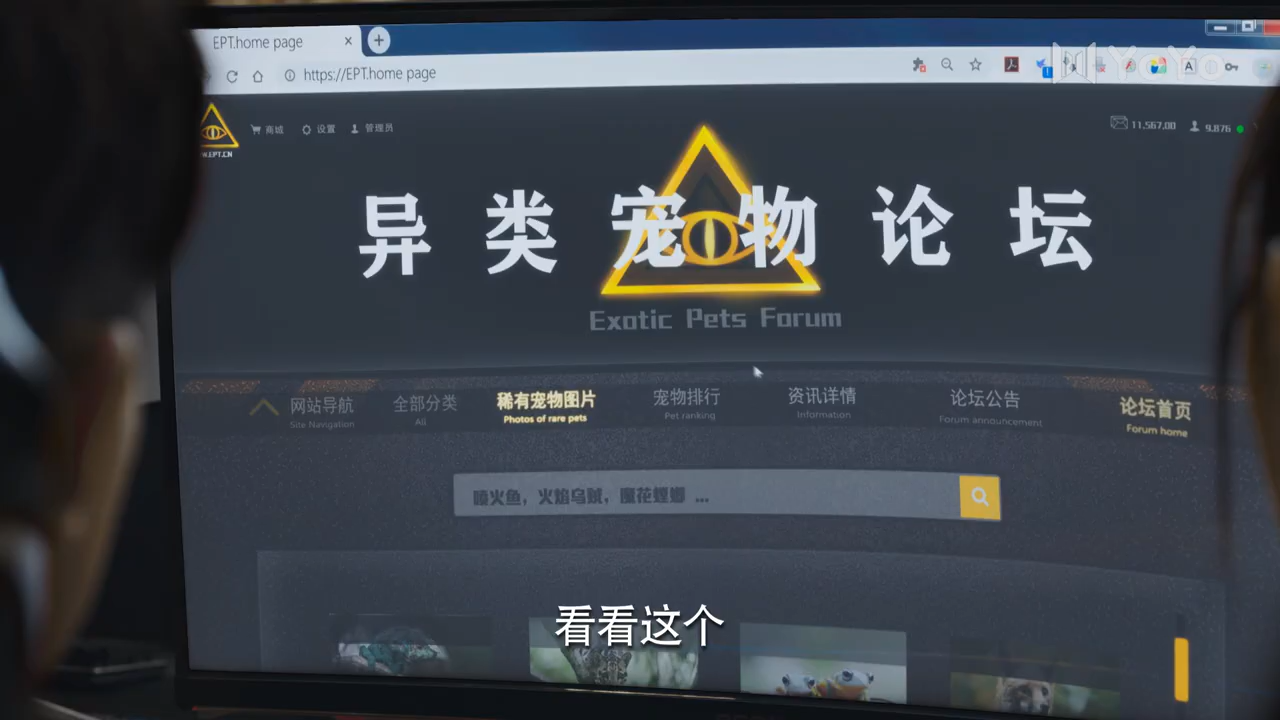 EPT.home page
https://EPT.home page
YoYo
商城 设置 管理员
11,567,00 9,876
W.EPT.CN
异类宠物论坛
Exotic Pets Forum
网站导航 全部分类 稀有宠物图片 宠物排行 资讯详情 论坛公告 论坛首页
Site Navigation All Photos of rare pets Pet ranking Information Forum announcement Forum home
喷火鱼，火焰乌贼，魔花螳螂 ...
看看这个